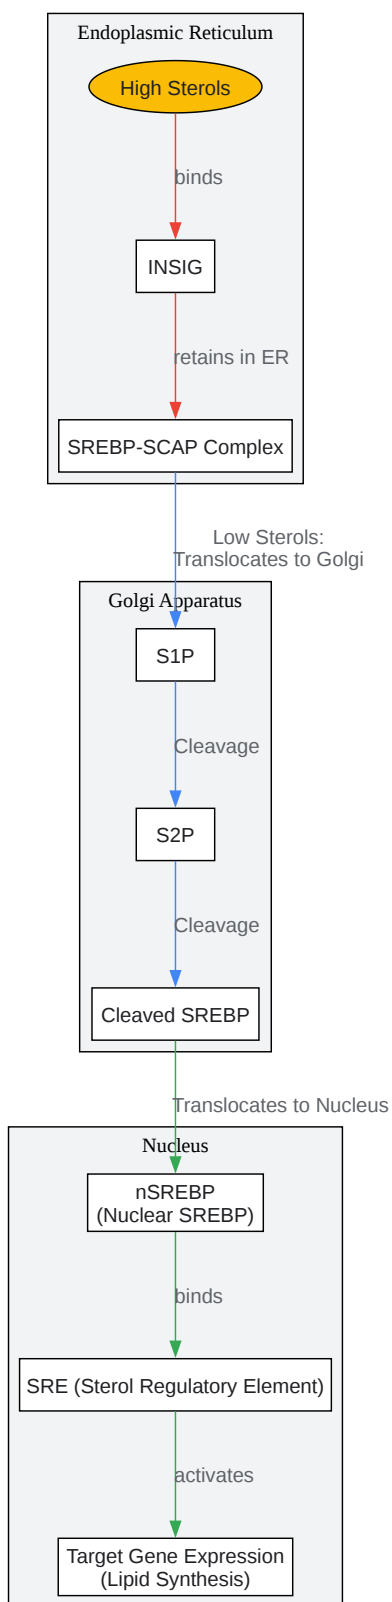 Endoplasmic Reticulum
High Sterols
binds
INSIG
retains in ER
SREBP-SCAP Complex
Low Sterols:
Translocates to Golgi
Golgi Apparatus
S1P
Cleavage
S2P
Cleavage
Cleaved SREBP
Translocates to Nucleus
Nucleus
nSREBP
(Nuclear SREBP)
binds
SRE (Sterol Regulatory Element)
activates
Target Gene Expression
(Lipid Synthesis)